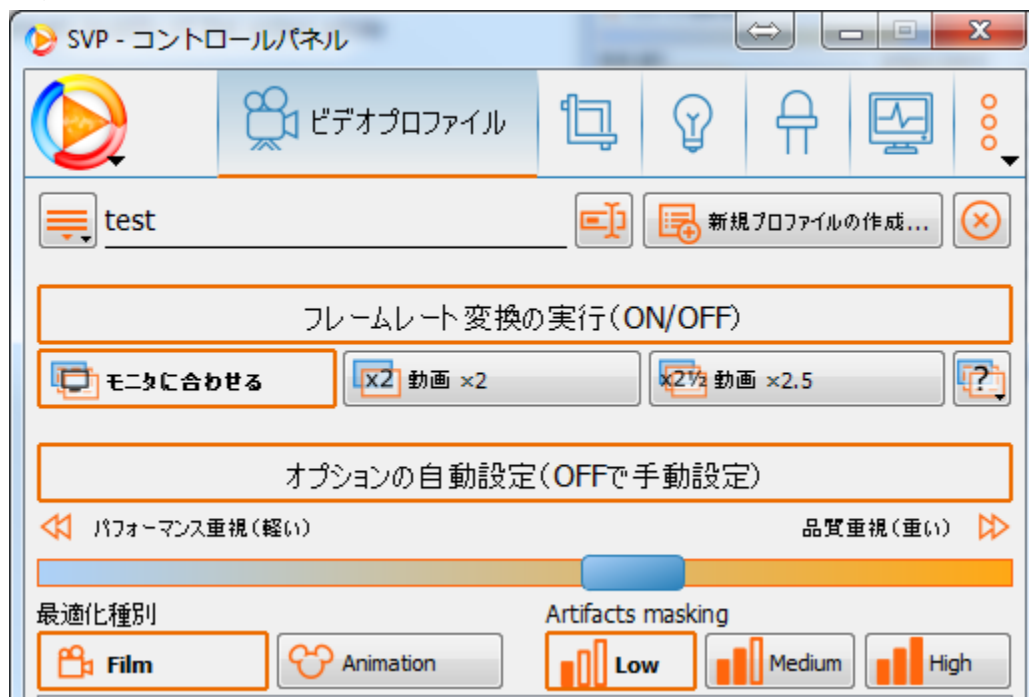 SVP - コントロールパネル
ビデオプロファイル
test
新規プロファイルの作成...
フレームレート変換の実行(ON/OFF)
モニタに合わせる
x2 動画 ×2
x2½ 動画 ×2.5
?
オプションの自動設定(OFFで手動設定)
パフォーマンス重視(軽い)
品質重視(重い)
最適化種別
Artifacts masking
Film
Animation
Low
Medium
High